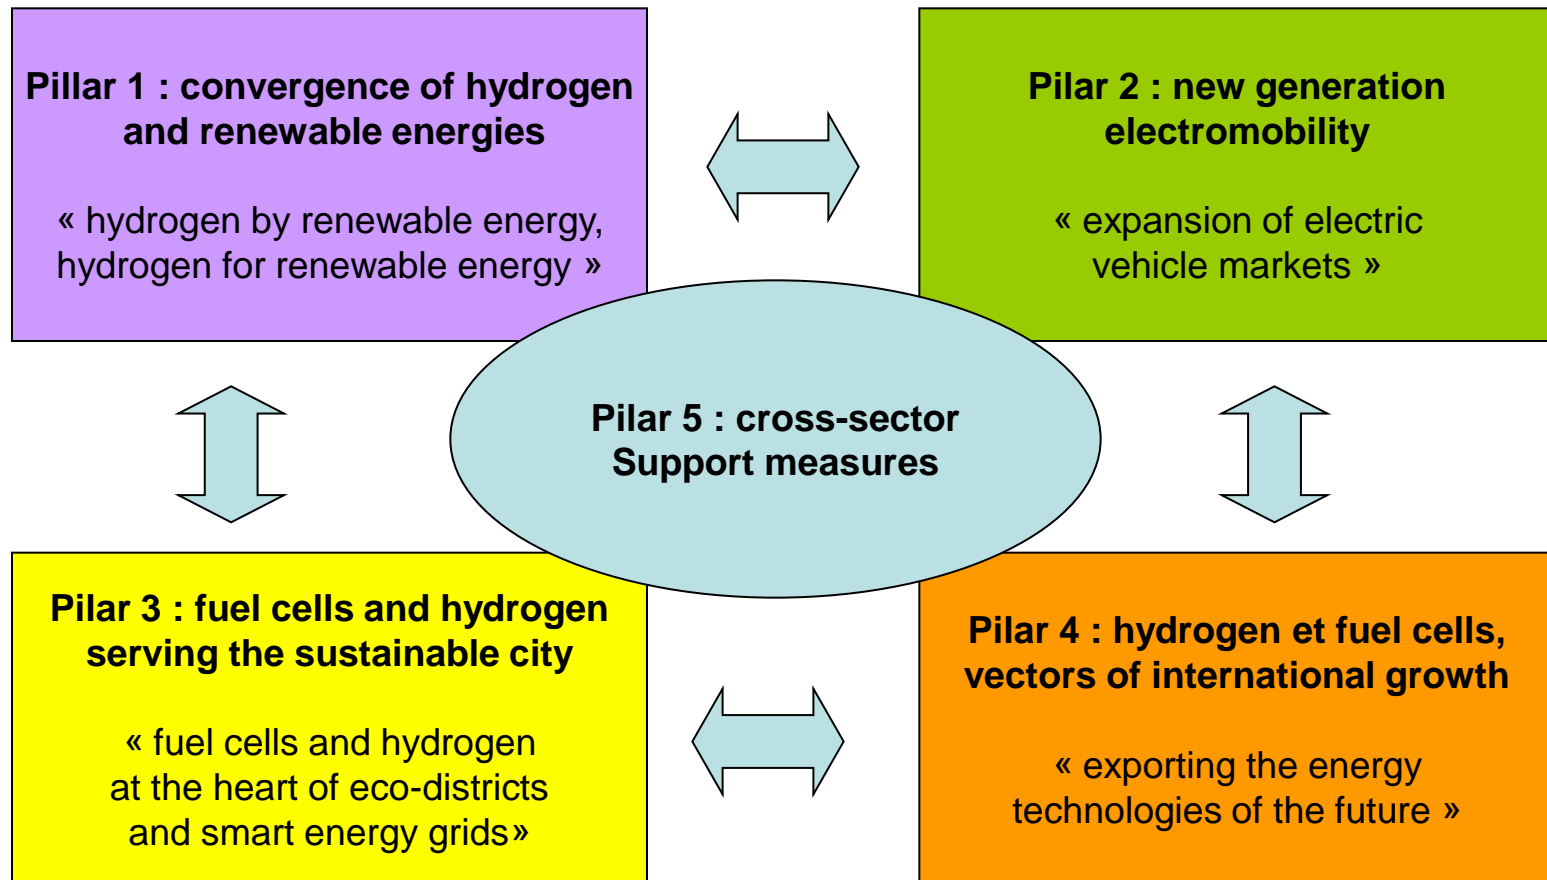 Pillar 1 : convergence of hydrogen
and renewable energies
« hydrogen by renewable energy,
hydrogen for renewable energy »
Pilar 2 : new generation
electromobility
« expansion of electric
vehicle markets »
Pilar 5 : cross-sector
Support measures
Pilar 3 : fuel cells and hydrogen
serving the sustainable city
« fuel cells and hydrogen
at the heart of eco-districts
and smart energy grids»
Pilar 4 : hydrogen et fuel cells,
vectors of international growth
« exporting the energy
technologies of the future »